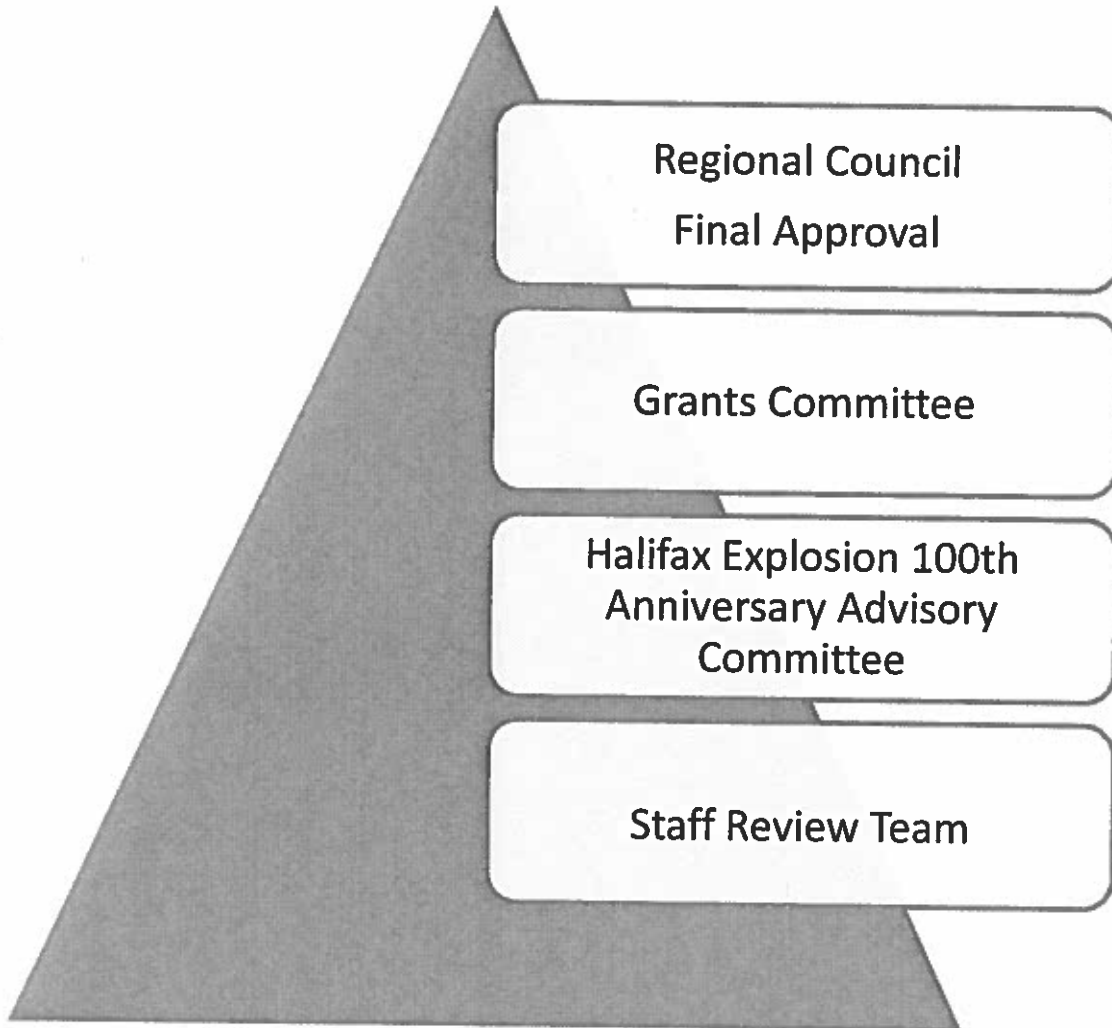 Regional Council
Final Approval
Grants Committee
Halifax Explosion 100th
Anniversary Advisory
Committee
Staff Review Team